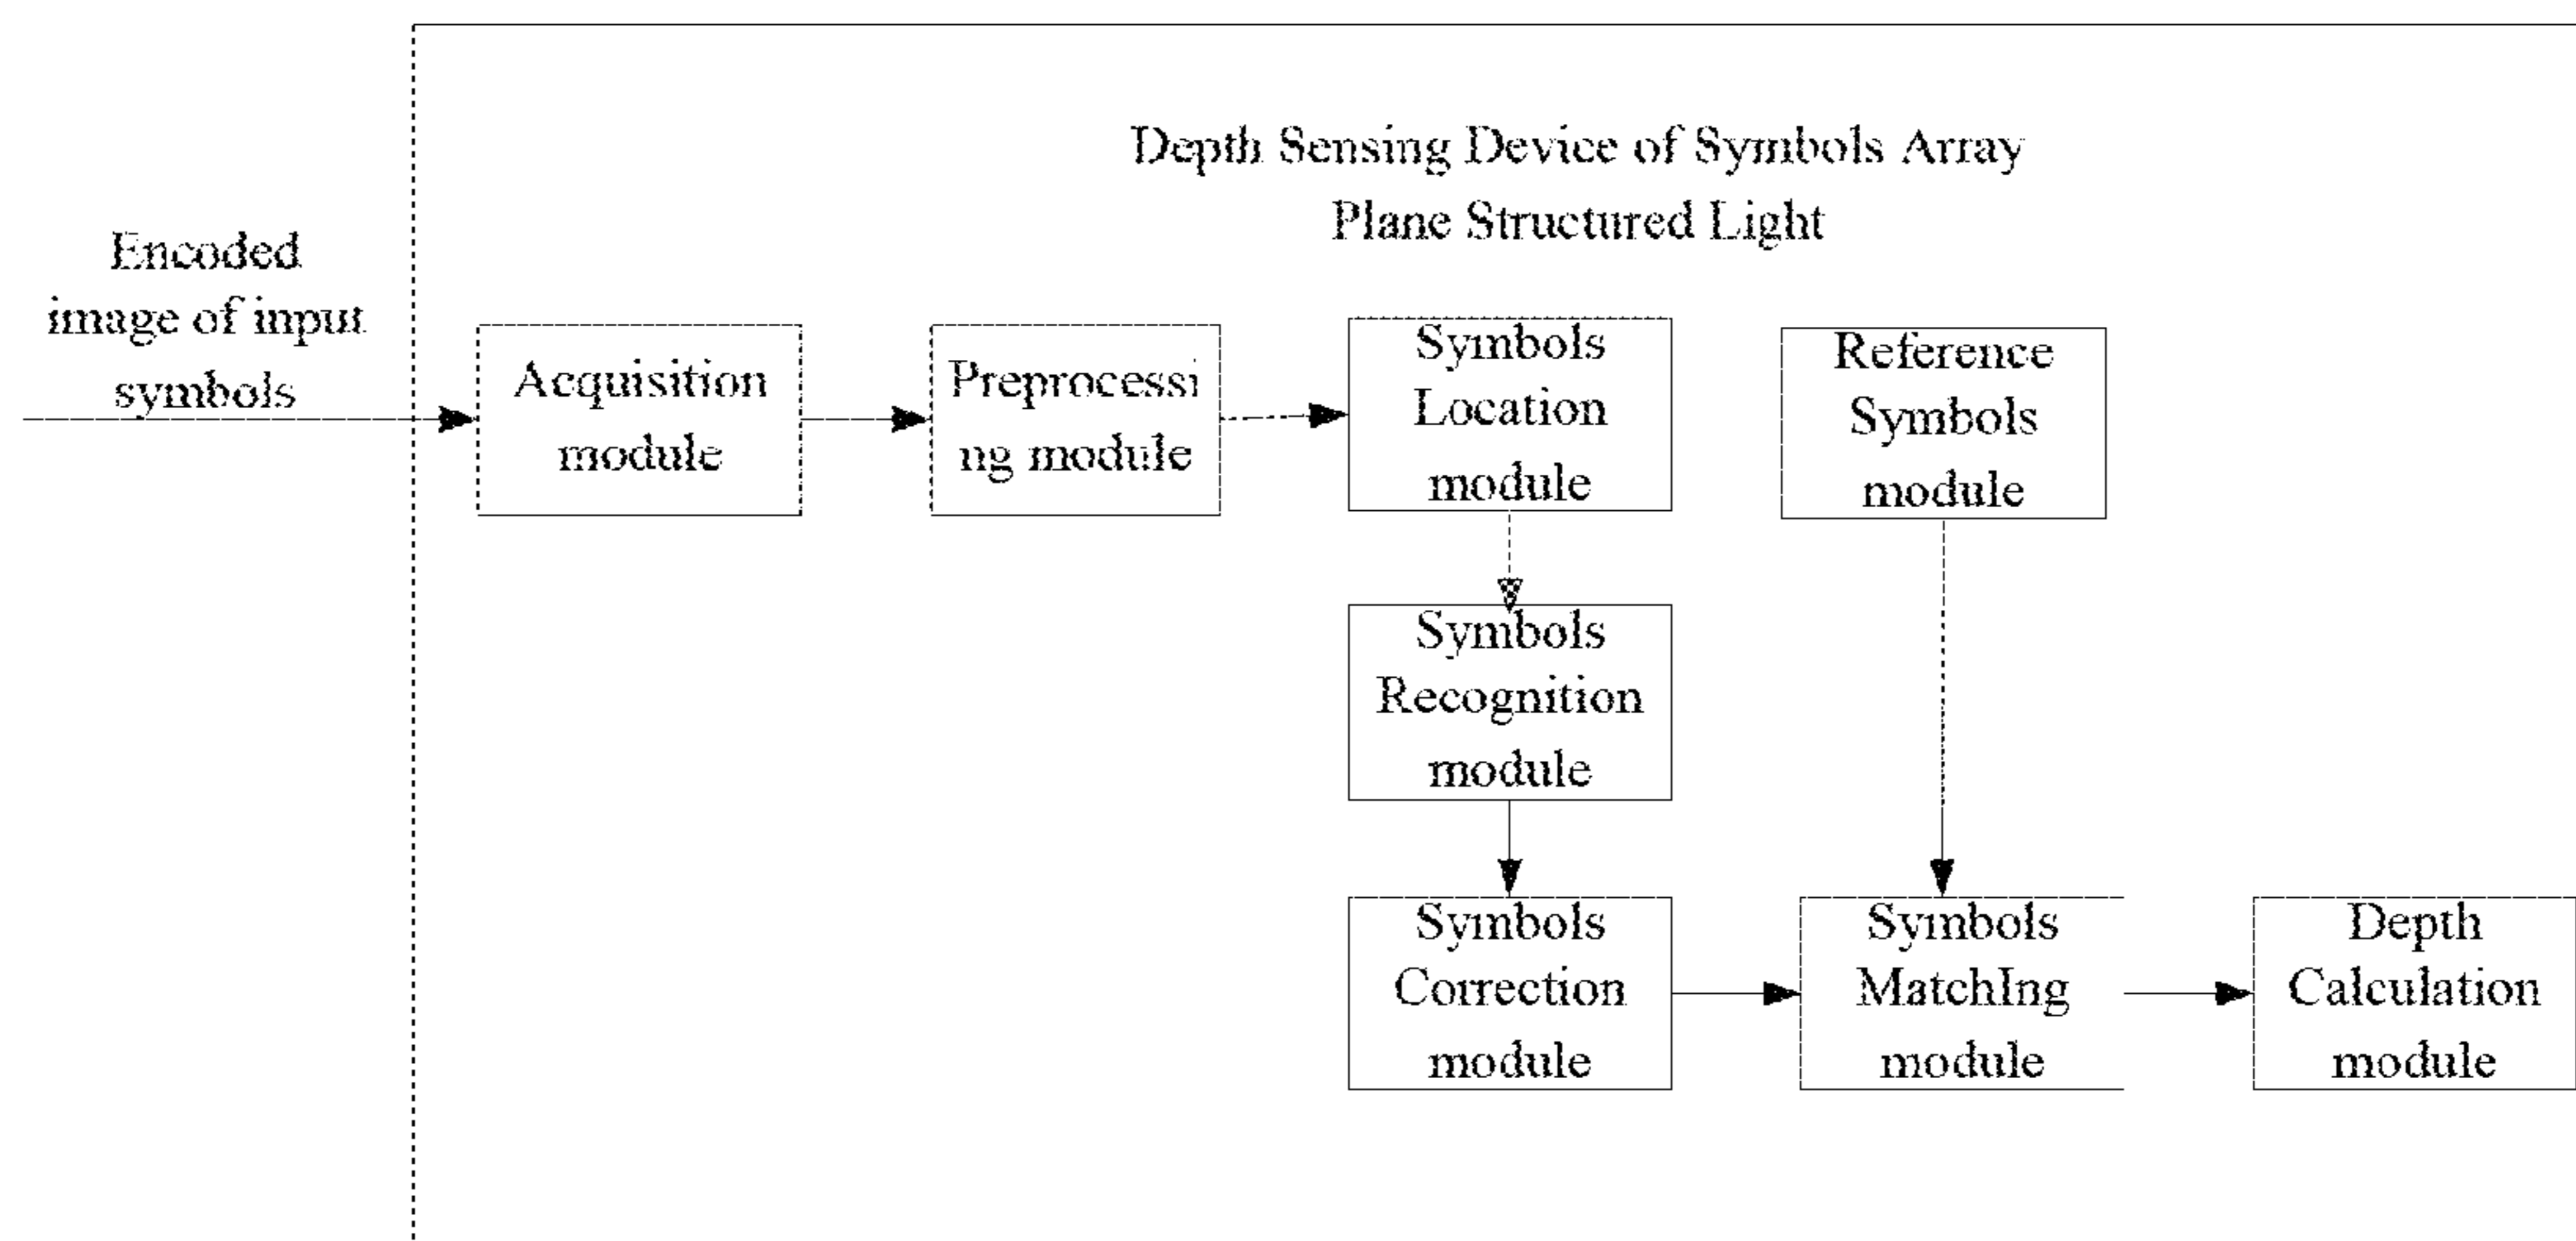 Depth Sensing Device of Symbols Array
Plane Structured Light
Encoded
image of input
symbols
Acquisition
module
Preprocessi
ng module
Symbols
Location
module
Reference
Symbols
module
Symbols
Recognition
module
Symbols
Correction
module
Symbols
MatchIng
module
Depth
Calculation
module